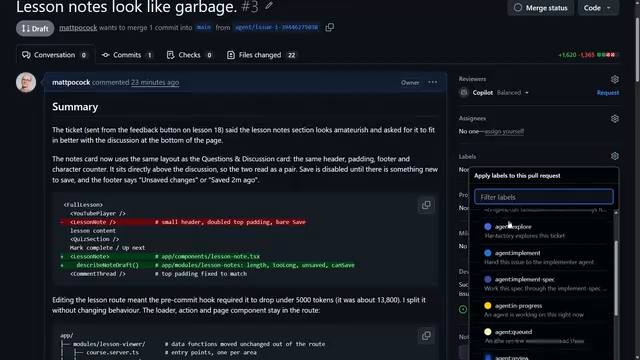 Lesson notes look like garbage. #3
Merge status
Code
Draft
mattpocock wants to merge 1 commit into main from agent/issue-1-39446275030
Conversation 0
Commits 1
Checks 0
Files changed 22
+1,620 -1,365
mattpocock commented 23 minutes ago
Owner
Summary
The ticket (sent from the feedback button on lesson 18) said the lesson notes section looks amateurish and asked for it to fit
in better with the discussion at the bottom of the page.
The notes card now uses the same layout as the Questions & Discussion card: the same header, padding, footer and
character counter. It sits directly above the discussion, so the two read as a pair. Save is disabled until there is something
new to save, and the footer says "Unsaved changes" or "Saved 2m ago".
<FullLesson>
<YouTubePlayer />
- <LessonNote /> # small header, doubled top padding, bare Save
lesson content
<QuizSection />
Mark complete / Up next
+ <LessonNote> # app/components/lesson-note.tsx
+ describeNoteDraft() # app/modules/lesson-notes: length, tooLong, unsaved, canSave
<CommentThread /> # top padding fixed to match
Editing the lesson route meant the pre-commit hook required it to drop under 5000 tokens (it was about 13,800). I split it
without changing behaviour. The loader, action and page component stay in the route:
app/
├─ modules/lesson-viewer/ # data functions moved unchanged out of the route
│ ├─ course.server.ts # entry points, one per area
Reviewers
Copilot Balanced
Request
Assignees
No one—assign yourself
Labels
Apply labels to this pull request
Filter labels
agent:explore
Hantactory explores this ticket
agent:implement
Hand this issue to the implementer agent
agent:implement-spec
Work this spec through the implement-spec
agent:in-progress
An agent is working on this right now
agent:queued
agent:review